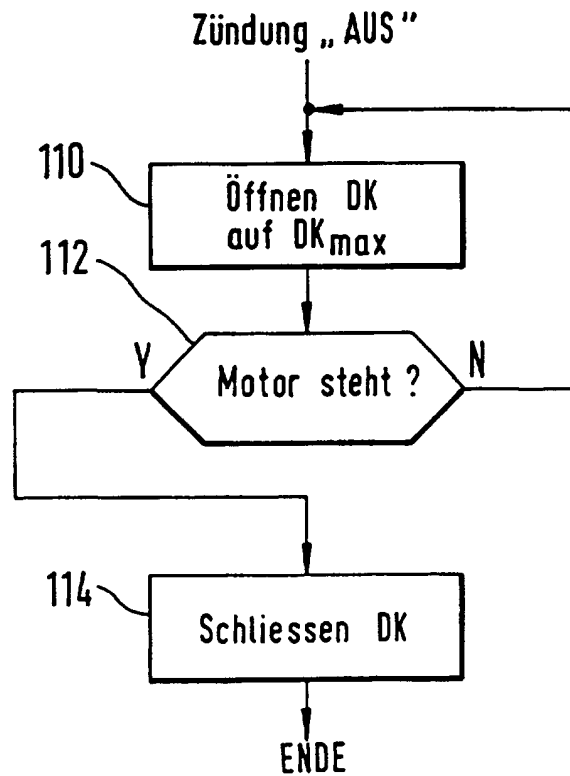 Zündung „AUS"
110
Öffnen DK
auf DKmax
112
Y
Motor steht ?
N
114
Schliessen DK
ENDE